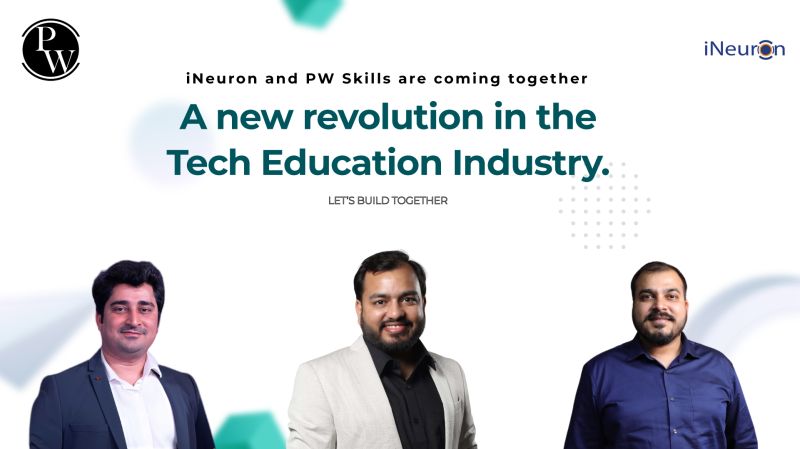 PW
iNeuron
iNeuron and PW Skills are coming together
A new revolution in the
Tech Education Industry.
LET'S BUILD TOGETHER